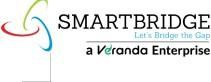 SMARTBRIDGE
Let's Bridge the Gap
a Veranda Enterprise